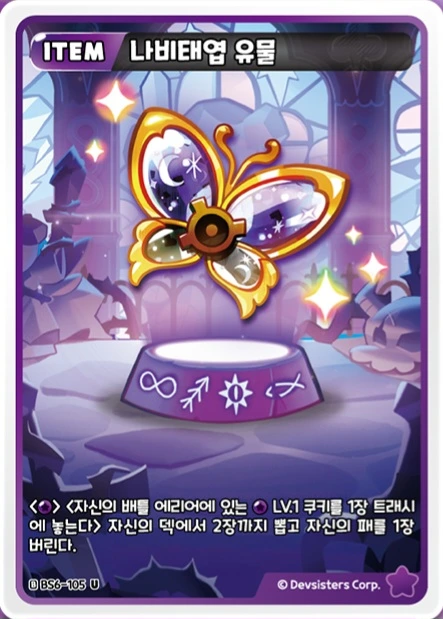 ITEM 나비태엽 유물
<> <자신의 배틀 에리어에 있는 LV.1 쿠키를 1장 트래시
에 놓는다> 자신의 덱에서 2장까지 뽑고 자신의 패를 1장
버린다.
BS6-105 U
© Devsisters Corp.